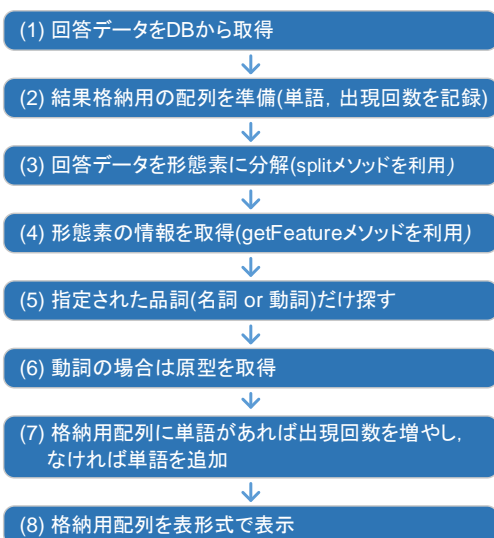 (1) 回答データをDBから取得
(2) 結果格納用の配列を準備(単語，出現回数を記録)
(3) 回答データを形態素に分解(splitメソッドを利用)
(4) 形態素の情報を取得(getFeatureメソッドを利用)
(5) 指定された品詞(名詞 or 動詞)だけ探す
(6) 動詞の場合は原型を取得
(7) 格納用配列に単語があれば出現回数を増やし，
なければ単語を追加
(8) 格納用配列を表形式で表示